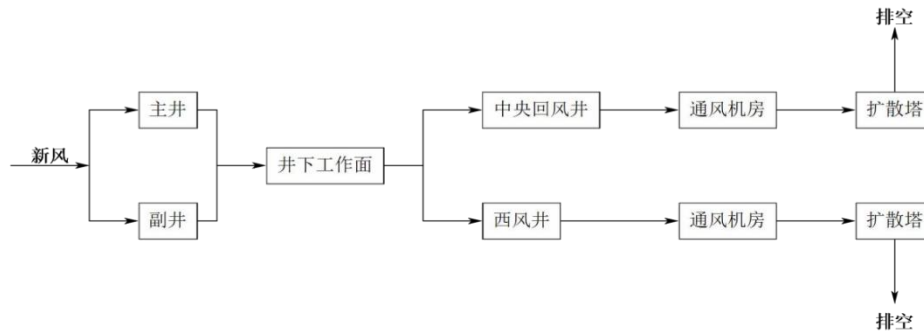 排空
主井
中央回风井
通风机房
扩散塔
新风
井下工作面
副井
西风井
通风机房
扩散塔
排空